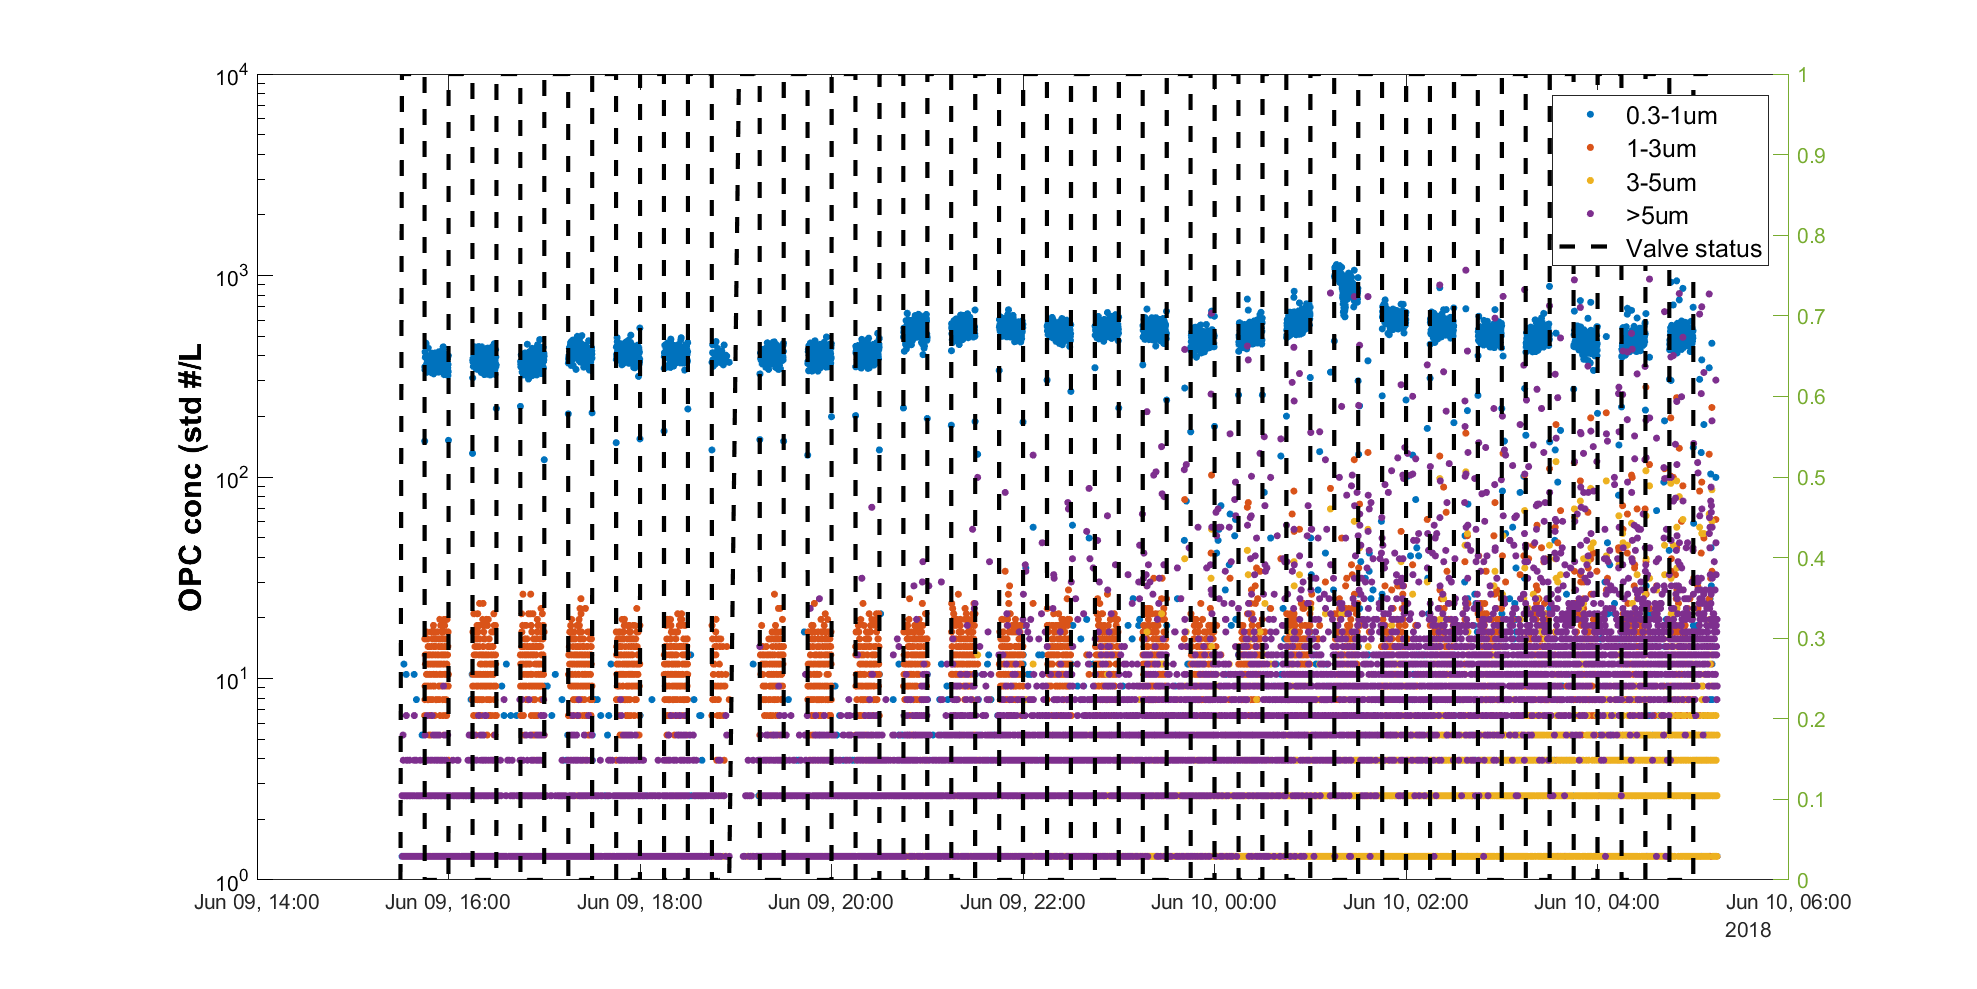 10^4
10^3
10^2
10^1
10^0
OPC conc (std #/L
1
0.9
0.8
0.7
0.6
0.5
0.4
0.3
0.2
0.1
0
0.3-1um
1-3um
3-5um
>5um
Valve status
Jun 09, 14:00
Jun 09, 16:00
Jun 09, 18:00
Jun 09, 20:00
Jun 09, 22:00
Jun 10, 00:00
Jun 10, 02:00
Jun 10, 04:00
Jun 10, 06:00
2018